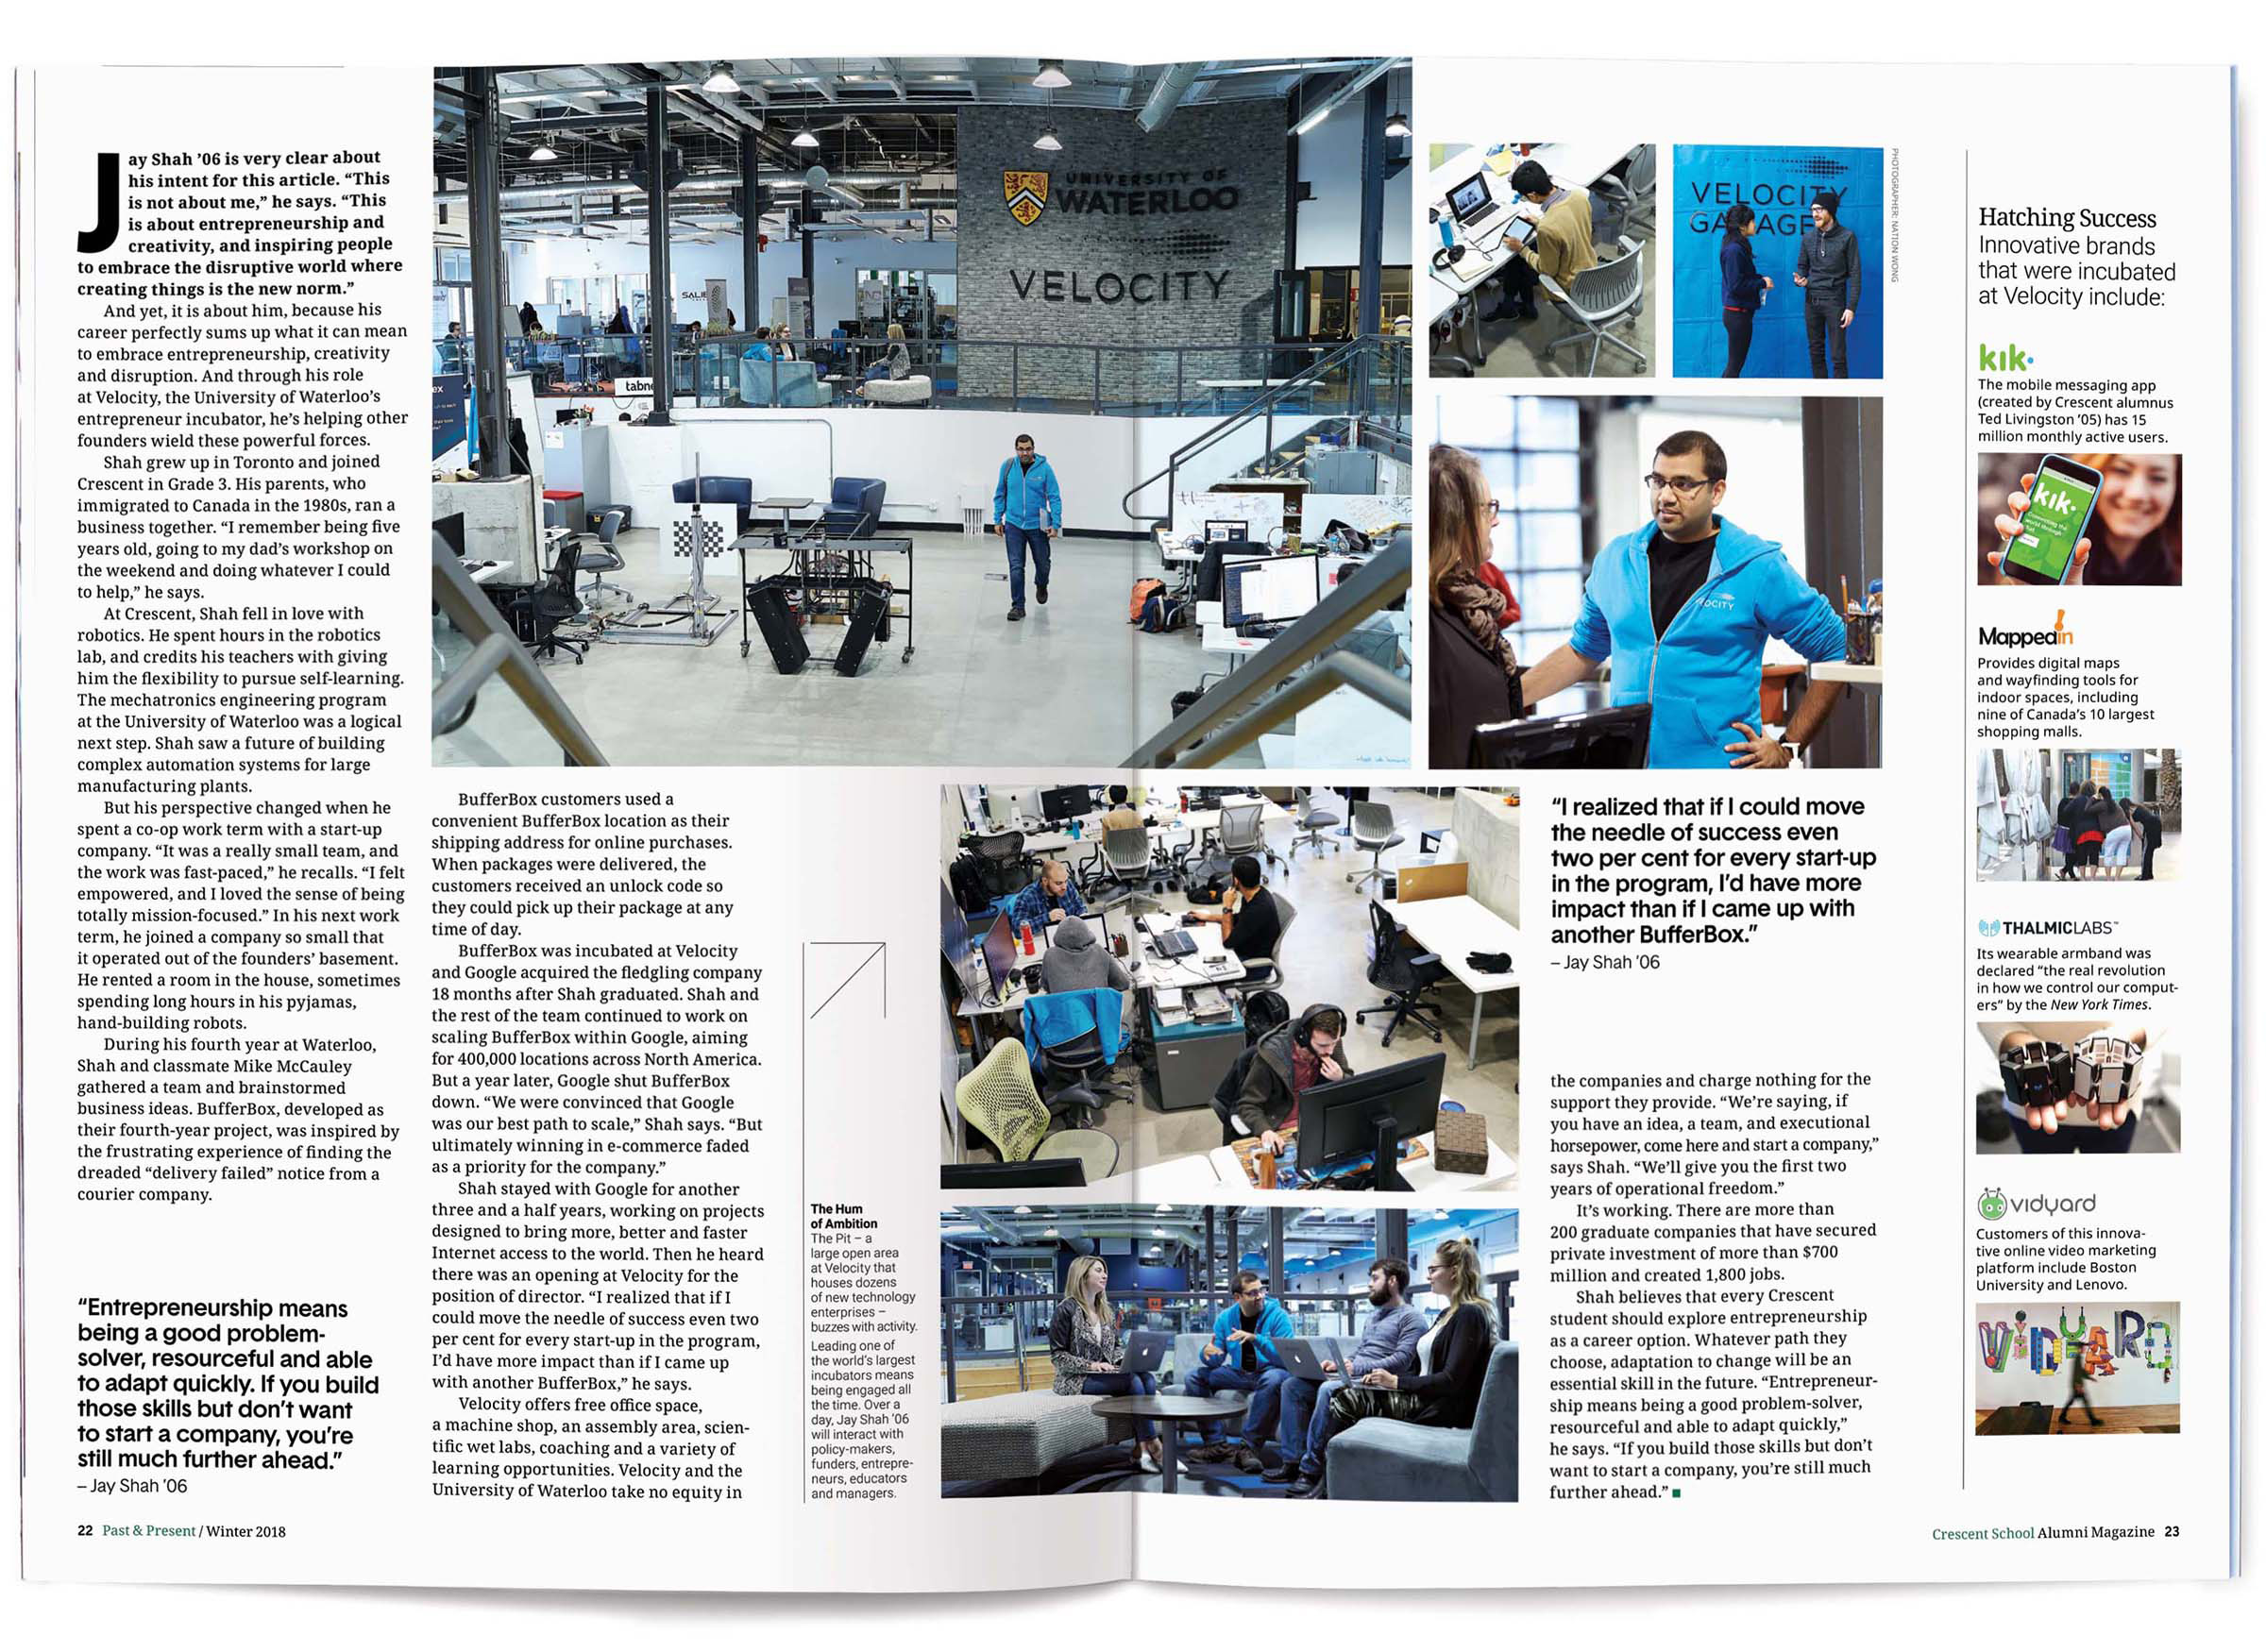 Jay Shah ’06 is very clear about
his intent for this article. “This
is not about me,” he says. “This
is about entrepreneurship and
creativity, and inspiring people
to embrace the disruptive world where
creating things is the new norm.”
And yet, it is about him, because his
career perfectly sums up what it can mean
to embrace entrepreneurship, creativity
and disruption. And through his role
at Velocity, the University of Waterloo’s
entrepreneur incubator, he’s helping other
founders wield these powerful forces.
Shah grew up in Toronto and joined
Crescent in Grade 3. His parents, who
immigrated to Canada in the 1980s, ran a
business together. “I remember being five
years old, going to my dad’s workshop on
the weekend and doing whatever I could
to help,” he says.
At Crescent, Shah fell in love with
robotics. He spent hours in the robotics
lab, and credits his teachers with giving
him the flexibility to pursue self-learning.
The mechatronics engineering program
at the University of Waterloo was a logical
next step. Shah saw a future of building
complex automation systems for large
manufacturing plants.
But his perspective changed when he
spent a co-op work term with a start-up
company. “It was a really small team, and
the work was fast-paced,” he recalls. “I felt
empowered, and I loved the sense of being
totally mission-focused.” In his next work
term, he joined a company so small that
it operated out of the founders’ basement.
He rented a room in the house, sometimes
spending long hours in his pyjamas,
hand-building robots.
During his fourth year at Waterloo,
Shah and classmate Mike McCauley
gathered a team and brainstormed
business ideas. BufferBox, developed as
their fourth-year project, was inspired by
the frustrating experience of finding the
dreaded “delivery failed” notice from a
courier company.
“Entrepreneurship means
being a good problem-
solver, resourceful and able
to adapt quickly. If you build
those skills but don’t want
to start a company, you’re
still much further ahead.”
– Jay Shah ’06
22 Past & Present / Winter 2018
UNIVERSITY OF
WATERLOO
VELOCITY
tabne
BufferBox customers used a
convenient BufferBox location as their
shipping address for online purchases.
When packages were delivered, the
customers received an unlock code so
they could pick up their package at any
time of day.
BufferBox was incubated at Velocity
and Google acquired the fledgling company
18 months after Shah graduated. Shah and
the rest of the team continued to work on
scaling BufferBox within Google, aiming
for 400,000 locations across North America.
But a year later, Google shut BufferBox
down. “We were convinced that Google
was our best path to scale,” Shah says. “But
ultimately winning in e-commerce faded
as a priority for the company.”
Shah stayed with Google for another
three and a half years, working on projects
designed to bring more, better and faster
Internet access to the world. Then he heard
there was an opening at Velocity for the
position of director. “I realized that if I
could move the needle of success even two
per cent for every start-up in the program,
I’d have more impact than if I came up
with another BufferBox,” he says.
Velocity offers free office space,
a machine shop, an assembly area, scien-
tific wet labs, coaching and a variety of
learning opportunities. Velocity and the
University of Waterloo take no equity in
The Hum
of Ambition
The Pit – a
large open area
at Velocity that
houses dozens
of new technology
enterprises –
buzzes with activity.
Leading one of
the world’s largest
incubators means
being engaged all
the time. Over a
day, Jay Shah ’06
will interact with
policy-makers,
funders, entrepre-
neurs, educators
and managers.
VELOCITY
GARAGE
PHOTOGRAPHER: NATION WONG
OCITY
“I realized that if I could move
the needle of success even
two per cent for every start-up
in the program, I’d have more
impact than if I came up with
another BufferBox.”
– Jay Shah ’06
the companies and charge nothing for the
support they provide. “We’re saying, if
you have an idea, a team, and executional
horsepower, come here and start a company,”
says Shah. “We’ll give you the first two
years of operational freedom.”
It’s working. There are more than
200 graduate companies that have secured
private investment of more than $700
million and created 1,800 jobs.
Shah believes that every Crescent
student should explore entrepreneurship
as a career option. Whatever path they
choose, adaptation to change will be an
essential skill in the future. “Entrepreneur-
ship means being a good problem-solver,
resourceful and able to adapt quickly,”
he says. “If you build those skills but don’t
want to start a company, you’re still much
further ahead.”
Hatching Success
Innovative brands
that were incubated
at Velocity include:
kik
The mobile messaging app
(created by Crescent alumnus
Ted Livingston ’05) has 15
million monthly active users.
kik
Mappedin
Provides digital maps
and wayfinding tools for
indoor spaces, including
nine of Canada’s 10 largest
shopping malls.
THALMICLABS™
Its wearable armband was
declared “the real revolution
in how we control our comput-
ers” by the New York Times.
vidyard
Customers of this innova-
tive online video marketing
platform include Boston
University and Lenovo.
VIDYARD
Crescent School Alumni Magazine 23